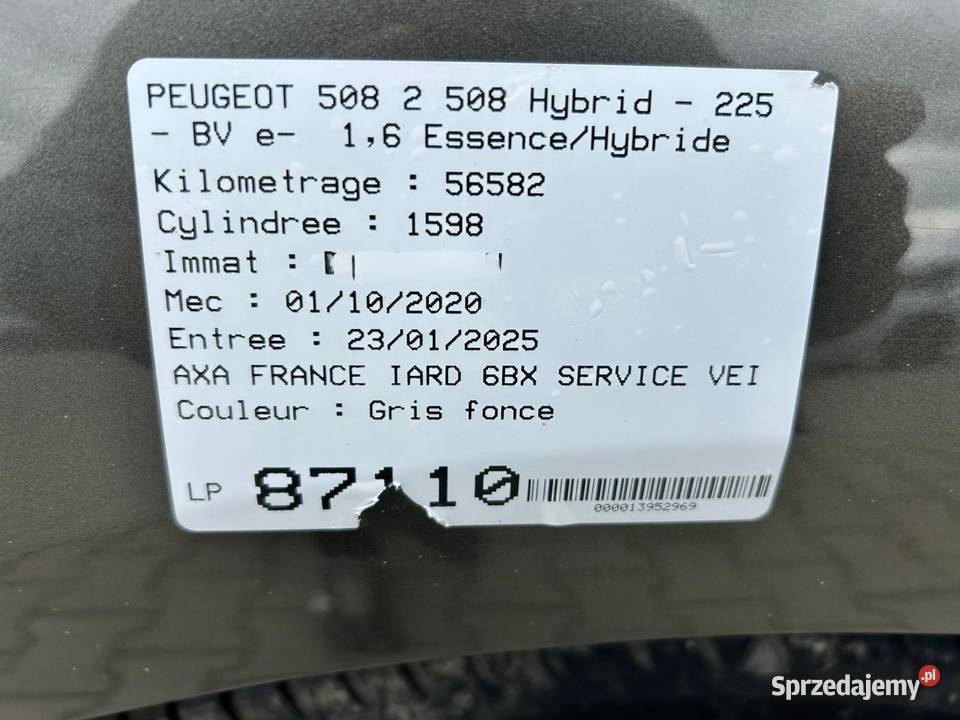 PEUGEOT 508 2 508 Hybrid - 225
- BV e- 1,6 Essence/Hybride
Kilometrage : 56582
Cylindree : 1598
Immat :
Mec : 01/10/2020
Entree : 23/01/2025
AXA FRANCE IARD 6BX SERVICE VEI
Couleur : Gris fonce
LP 87110
000013952969
Sprzedajemy.pl